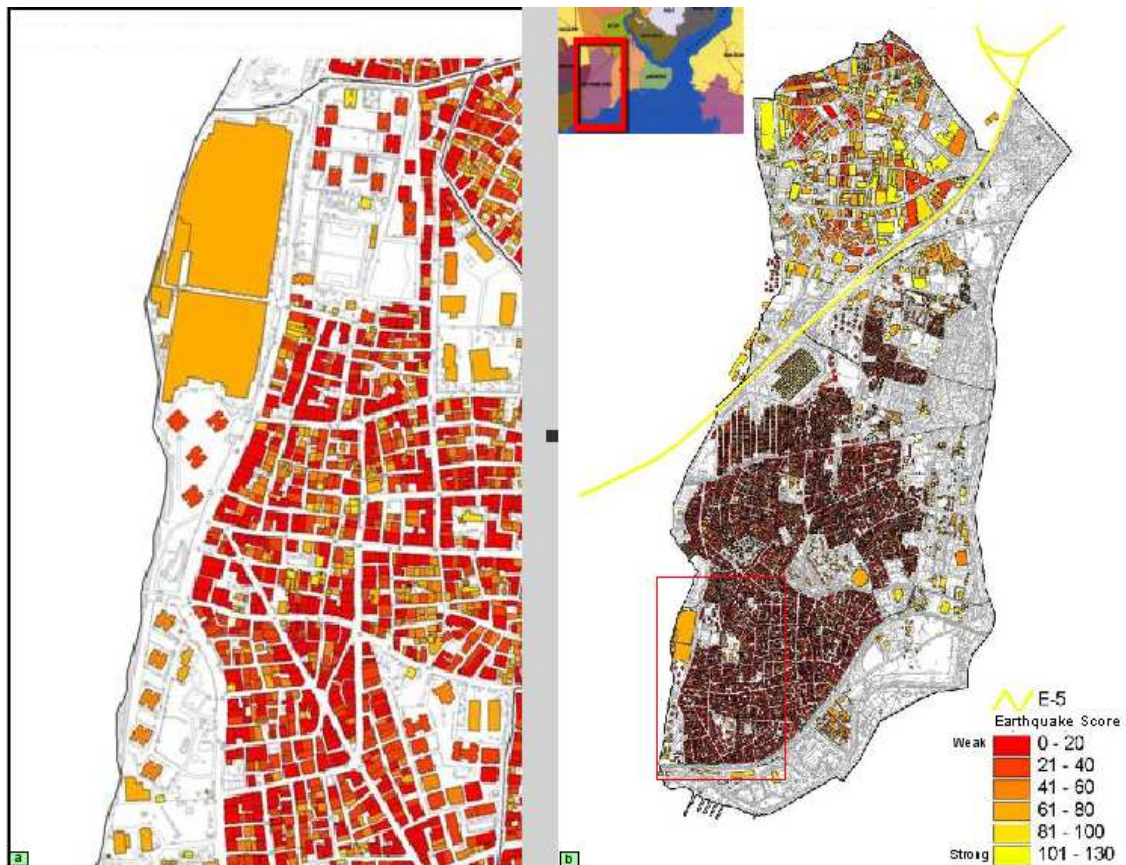 E-5
Earthquake Score
Weak 0 - 20
21 - 40
41 - 60
61 - 80
81 - 100
Strong 101 - 130
a
b